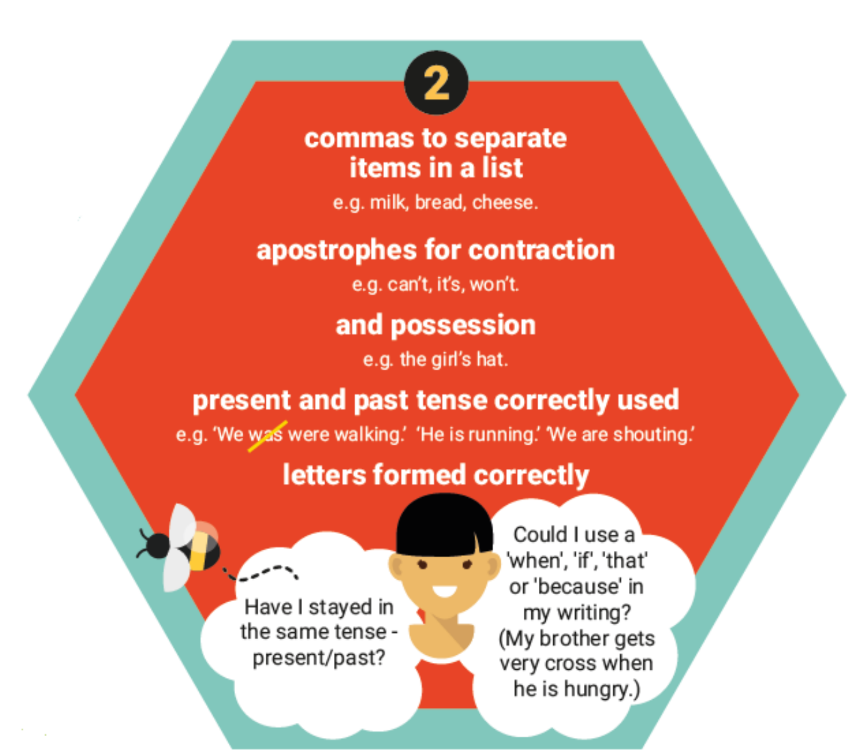 2
commas to separate
items in a list
e.g. milk, bread, cheese.
apostrophes for contraction
e.g. can't, it's, won't.
and possession
e.g. the girl's hat.
present and past tense correctly used
e.g. 'We was were walking.' 'He is running.' 'We are shouting.'
letters formed correctly
Have I stayed in
the same tense -
present/past?
Could I use a
'when', 'if', 'that'
or 'because' in
my writing?
(My brother gets
very cross when
he is hungry.)